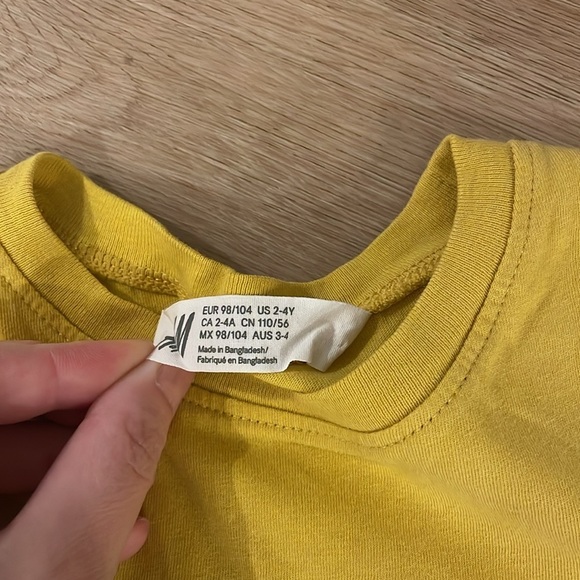 EUR 98/104 US 2-4Y
CA 2-4A CN 110/56
MX 98/104 AUS 3-4
Made in Bangladesh/
Fabriqué en Bangladesh